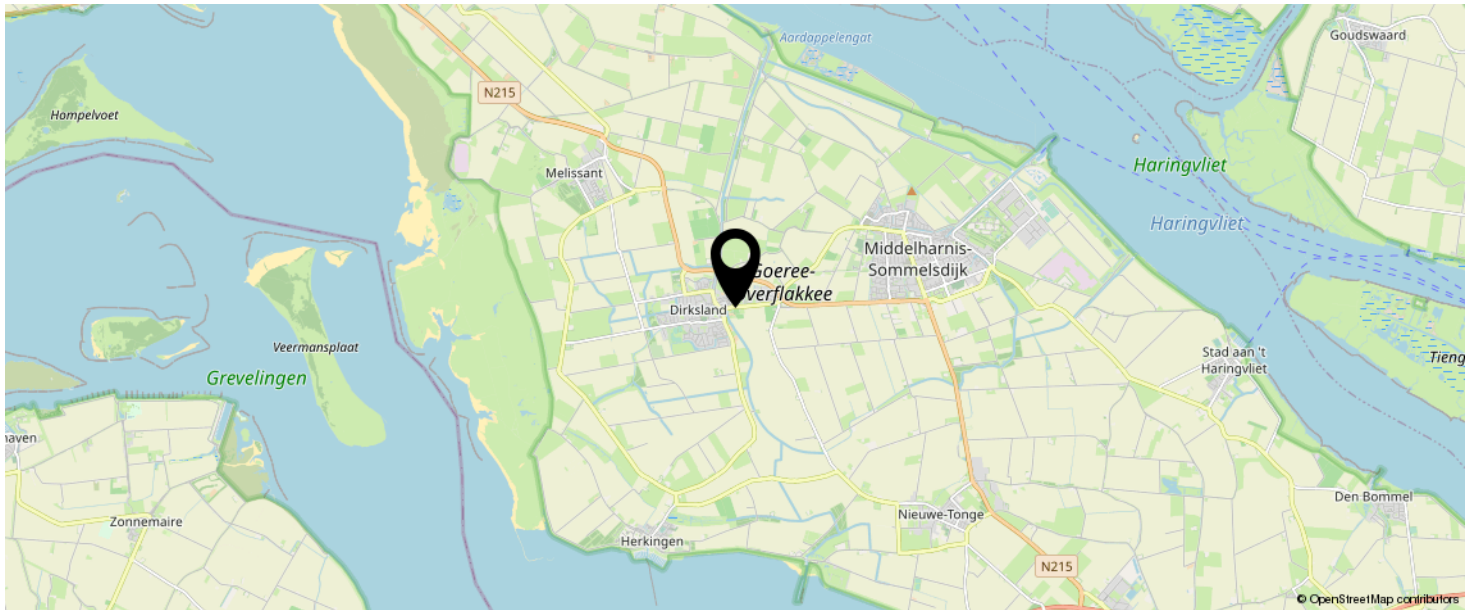 Goudswaard
Aardappelengat
N215
Hompelvoet
Haringvliet
Melissant
Haringvliet
Middelharnis-
Sommelsdijk
Goeree-
verflakkee
Dirksland
Veermansplaat
Stad aan 't
Haringvliet
Tieng
Grevelingen
haven
Den Bommel
Nieuwe-Tonge
Zonnemaire
Herkingen
N215
© OpenStreetMap contributors